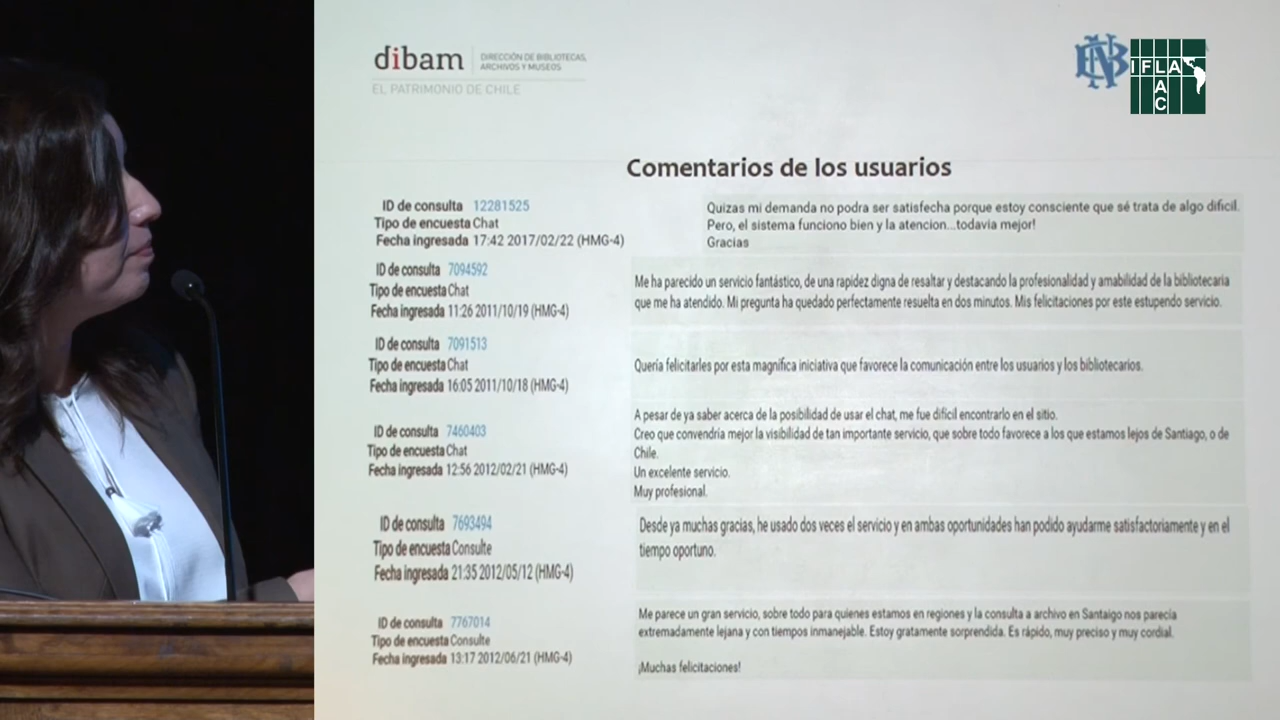 dibam
DIRECCIÓN DE BIBLIOTECAS,
ARCHIVOS Y MUSEOS
EL PATRIMONIO DE CHILE
BN
IFLA
LAC
Comentarios de los usuarios
ID de consulta 12281525
Tipo de encuesta Chat
Fecha ingresada 17:42 2017/02/22 (HMG-4)
Quizas mi demanda no podra ser satisfecha porque estoy consciente que sé trata de algo dificil.
Pero, el sistema funciono bien y la atencion...todavia mejor!
Gracias
ID de consulta 7094592
Tipo de encuesta Chat
Fecha ingresada 11:26 2011/10/19 (HMG-4)
Me ha parecido un servicio fantástico, de una rapidez digna de resaltar y destacando la profesionalidad y amabilidad de la bibliotecaria
que me ha atendido. Mi pregunta ha quedado perfectamente resuelta en dos minutos. Mis felicitaciones por este estupendo servicio.
ID de consulta 7091513
Tipo de encuesta Chat
Fecha ingresada 16:05 2011/10/18 (HMG-4)
Quería felicitarles por esta magnífica iniciativa que favorece la comunicación entre los usuarios y los bibliotecarios.
ID de consulta 7460403
Tipo de encuesta Chat
Fecha ingresada 12:56 2012/02/21 (HMG-4)
A pesar de ya saber acerca de la posibilidad de usar el chat, me fue difícil encontrarlo en el sitio.
Creo que convendría mejor la visibilidad de tan importante servicio, que sobre todo favorece a los que estamos lejos de Santiago, o de
Chile.
Un excelente servicio.
Muy profesional.
ID de consulta 7693494
Tipo de encuesta Consulte
Fecha ingresada 21:35 2012/05/12 (HMG-4)
Desde ya muchas gracias, he usado dos veces el servicio y en ambas oportunidades han podido ayudarme satisfactoriamente y en el
tiempo oportuno.
ID de consulta 7767014
Tipo de encuesta Consulte
Fecha ingresada 13:17 2012/06/21 (HMG-4)
Me parece un gran servicio, sobre todo para quienes estamos en regiones y la consulta a archivo en Santaigo nos parecía
extremadamente lejana y con tiempos inmanejable. Estoy gratamente sorprendida. Es rápido, muy preciso y muy cordial.
¡Muchas felicitaciones!